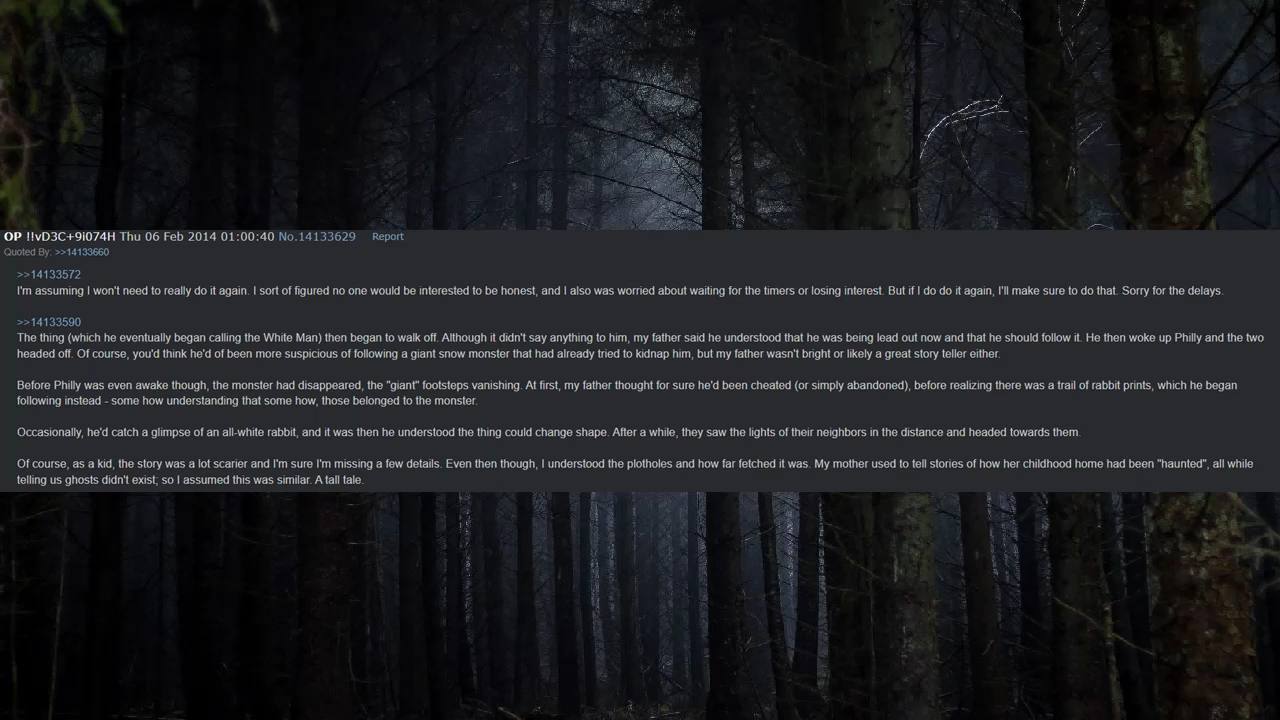 OP !!vD3C+9i074H Thu 06 Feb 2014 01:00:40 No.14133629 Report
Quoted By: >>14133660
>>14133572
I'm assuming I won't need to really do it again. I sort of figured no one would be interested to be honest, and I also was worried about waiting for the timers or losing interest. But if I do do it again, I'll make sure to do that. Sorry for the delays.
>>14133590
The thing (which he eventually began calling the White Man) then began to walk off. Although it didn't say anything to him, my father said he understood that he was being lead out now and that he should follow it. He then woke up Philly and the two
headed off. Of course, you'd think he'd of been more suspicious of following a giant snow monster that had already tried to kidnap him, but my father wasn't bright or likely a great story teller either.
Before Philly was even awake though, the monster had disappeared, the "giant" footsteps vanishing. At first, my father thought for sure he'd been cheated (or simply abandoned), before realizing there was a trail of rabbit prints, which he began
following instead - some how understanding that some how, those belonged to the monster.
Occasionally, he'd catch a glimpse of an all-white rabbit, and it was then he understood the thing could change shape. After a while, they saw the lights of their neighbors in the distance and headed towards them.
Of course, as a kid, the story was a lot scarier and I'm sure I'm missing a few details. Even then though, I understood the plotholes and how far fetched it was. My mother used to tell stories of how her childhood home had been "haunted", all while
telling us ghosts didn't exist; so I assumed this was similar. A tall tale.